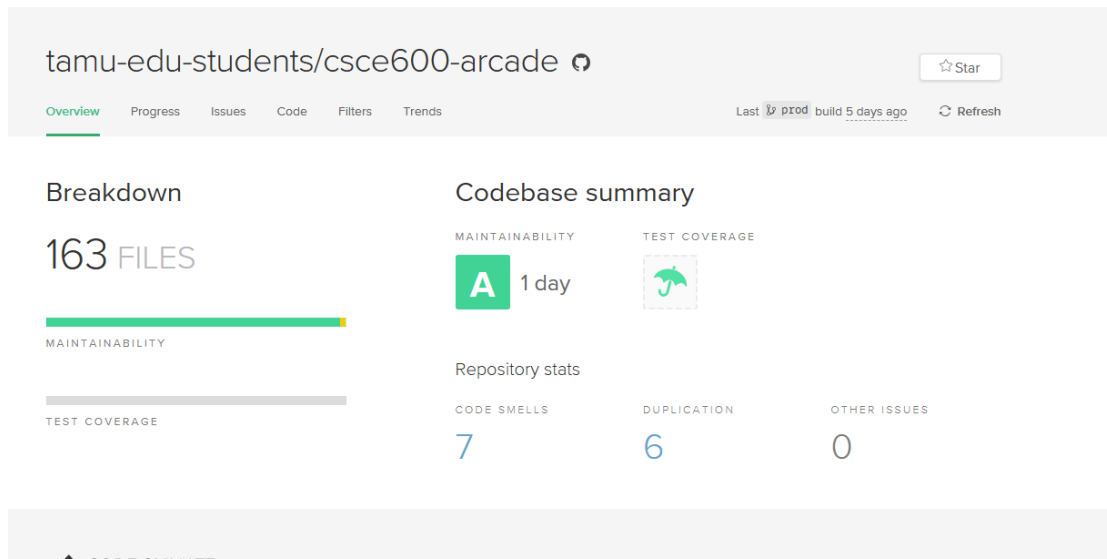 tamu-edu-students/csce600-arcade
Star
Overview Progress Issues Code Filters Trends
Last prod build 5 days ago Refresh
Breakdown
163 FILES
MAINTAINABILITY
TEST COVERAGE
Codebase summary
MAINTAINABILITY TEST COVERAGE
A 1 day
Repository stats
CODE SMELLS DUPLICATION OTHER ISSUES
7 6 0